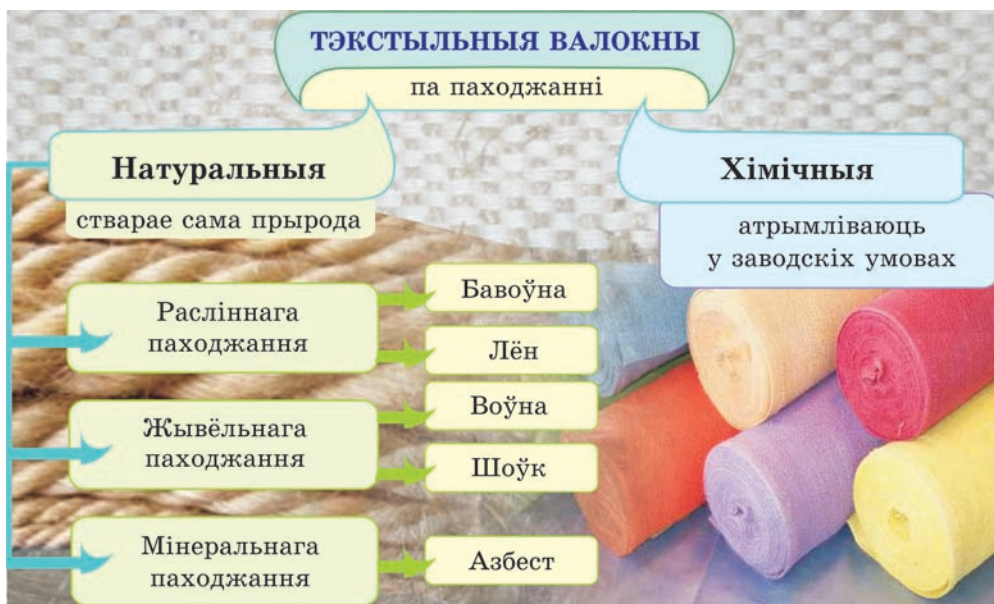 ТЭКСТЫЛЬНЫЯ ВАЛОКНЫ
па паходжанні
Натуральныя
стварае сама прырода
Хімічныя
атрымліваюць
у заводскіх умовах
Расліннага
паходжання
Бавоўна
Лён
Жывёльнага
паходжання
Воўна
Шоўк
Мінеральнага
паходжання
Азбест